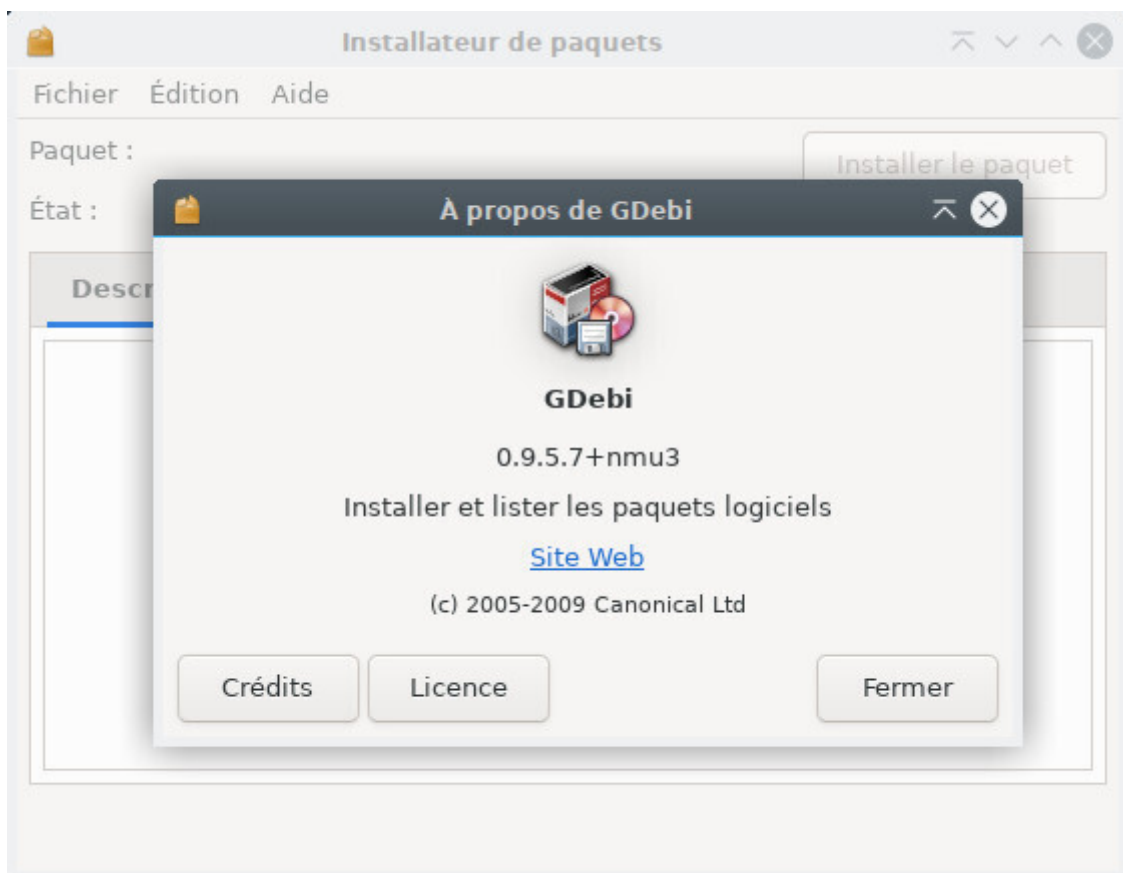 Installateur de paquets
Fichier Édition Aide
Paquet :
Installer le paquet
État :
À propos de GDebi
Descr
GDebi
0.9.5.7+nmu3
Installer et lister les paquets logiciels
Site Web
(c) 2005-2009 Canonical Ltd
Crédits Licence Fermer